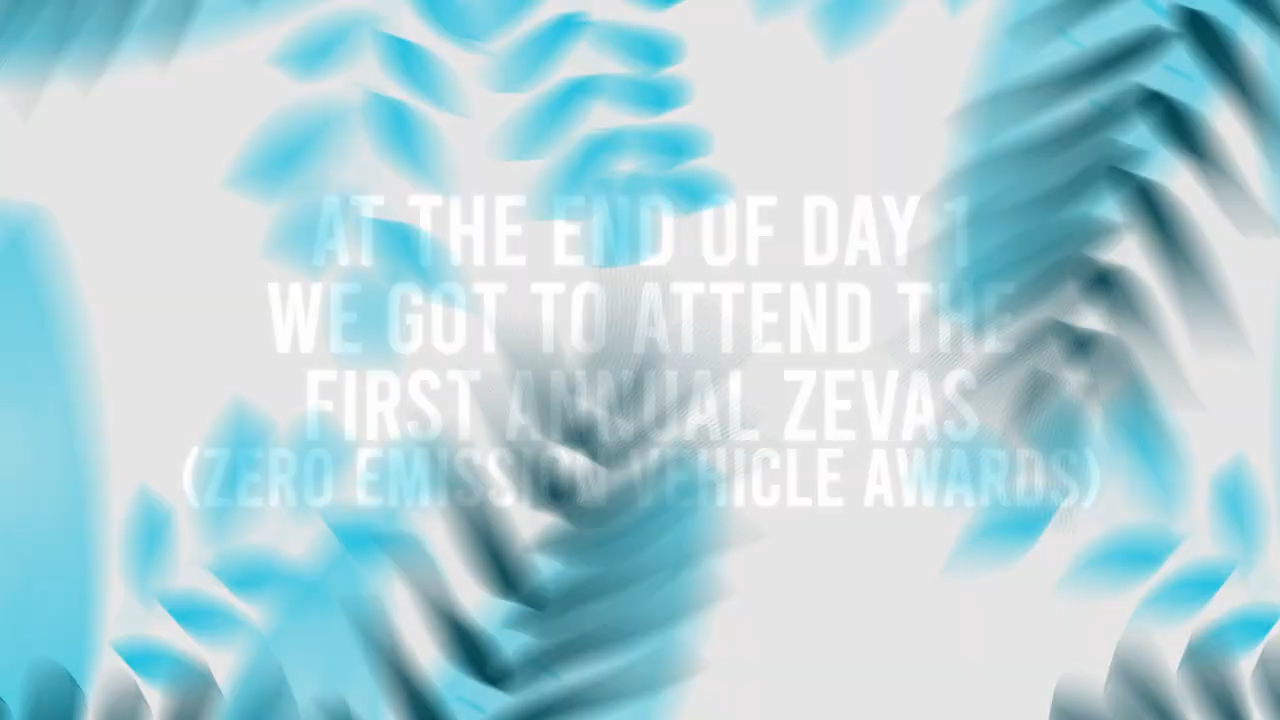 AT THE END OF DAY 1
WE GOT TO ATTEND THE
FIRST ANNUAL ZEVAS
(ZERO EMISSION VEHICLE AWARDS)